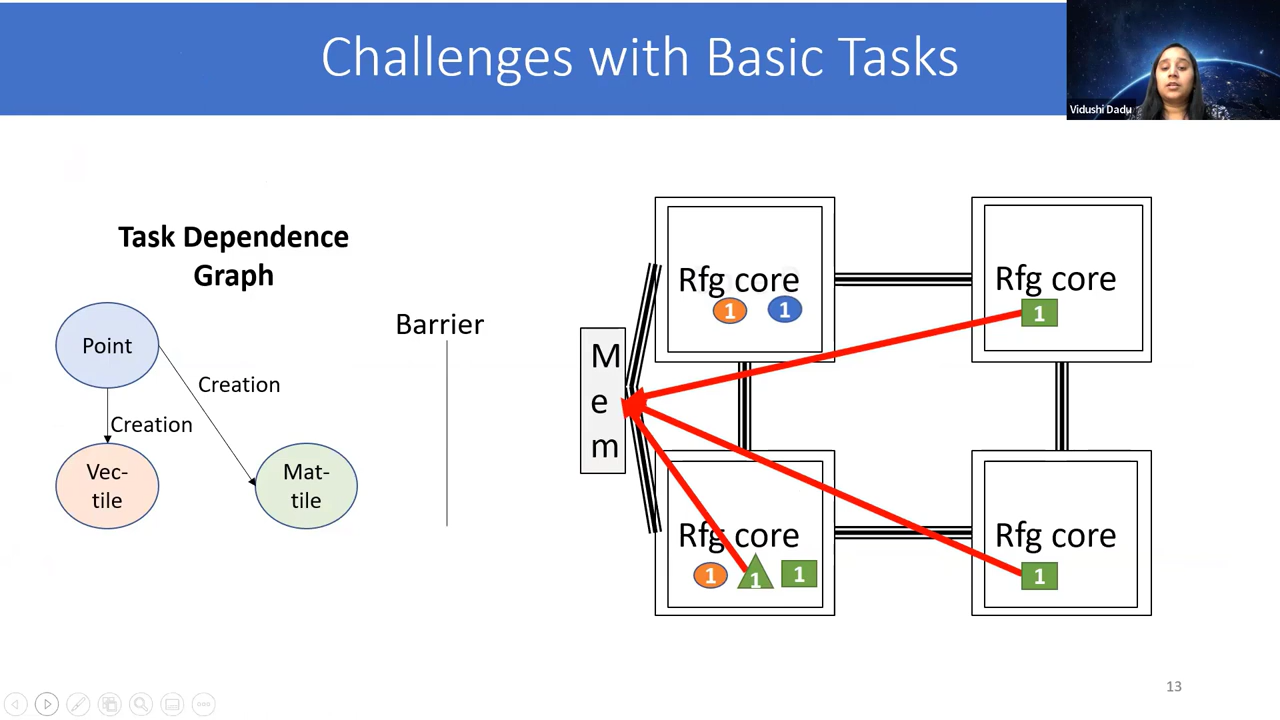 Challenges with Basic Tasks
Vidushi Dadu
Task Dependence
Graph
Point
Creation
Creation
Vec-
tile
Mat-
tile
Barrier
M
e
m
Rfg core
1
1
Rfg core
1
Rfg core
1
1
1
Rfg core
1
13